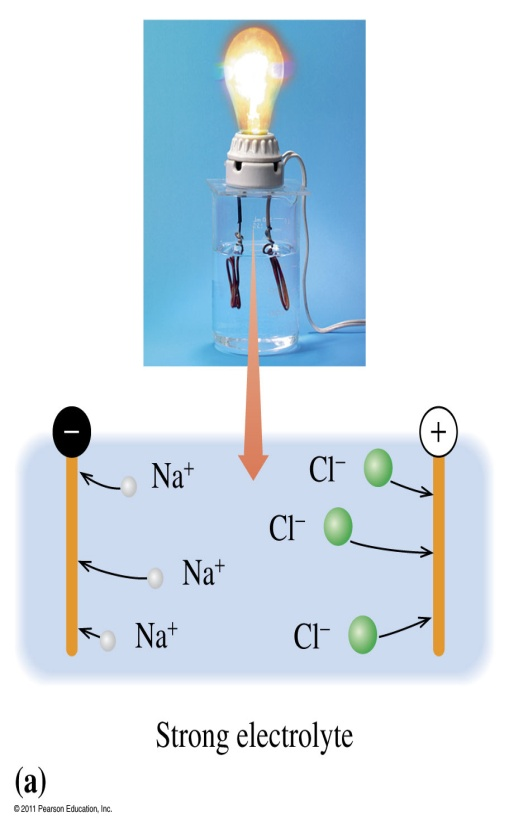 −
+
Na⁺
Cl⁻
Cl⁻
Na⁺
Na⁺
Cl⁻
Strong electrolyte
(a)
© 2011 Pearson Education, Inc.